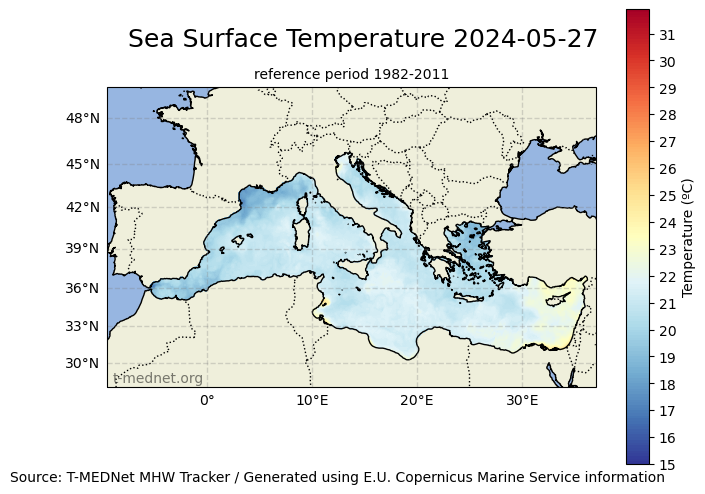 Sea Surface Temperature 2024-05-27
reference period 1982-2011
48°N
45°N
42°N
39°N
36°N
33°N
30°N
0°
10°E
20°E
30°E
t-mednet.org
31
30
29
28
27
26
25
24
23
22
21
20
19
18
17
16
15
Temperature (ºC)
Source: T-MEDNet MHW Tracker / Generated using E.U. Copernicus Marine Service information